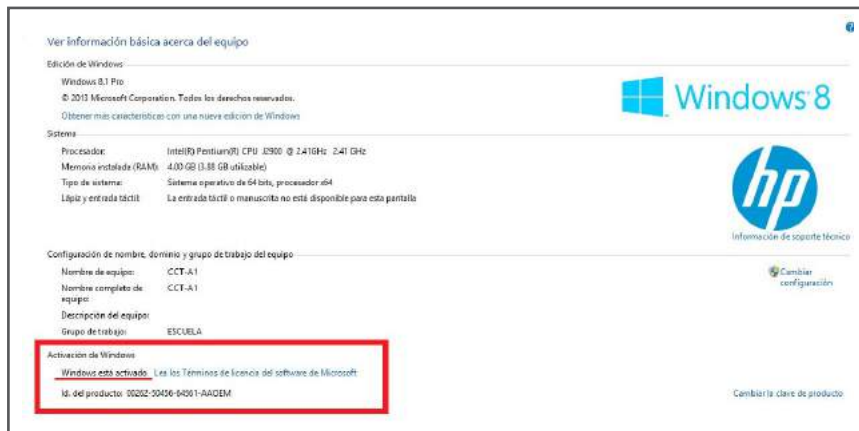 Ver información básica acerca del equipo
Edición de Windows
Windows 8.1 Pro
© 2013 Microsoft Corporation. Todos los derechos reservados.
Obtener más características con una nueva edición de Windows
Windows 8
Sistema
Procesador: Intel(R) Pentium(R) CPU J2900 @ 2.41GHz 2.41 GHz
Memoria instalada (RAM): 4.00 GB (3.88 GB utilizable)
Tipo de sistema: Sistema operativo de 64 bits, procesador x64
Lápiz y entrada táctil: La entrada táctil o manuscrita no está disponible para esta pantalla
hp
Información de soporte técnico
Configuración de nombre, dominio y grupo de trabajo del equipo
Nombre de equipo: CCT-A1
Nombre completo de CCT-A1
equipo:
Descripción del equipo:
Grupo de trabajo: ESCUELA
Cambiar
configuración
Activación de Windows
Windows está activado Lea los Términos de licencia del software de Microsoft
Id. del producto: 00262-50456-64561-AAOEM
Cambiar la clave de producto